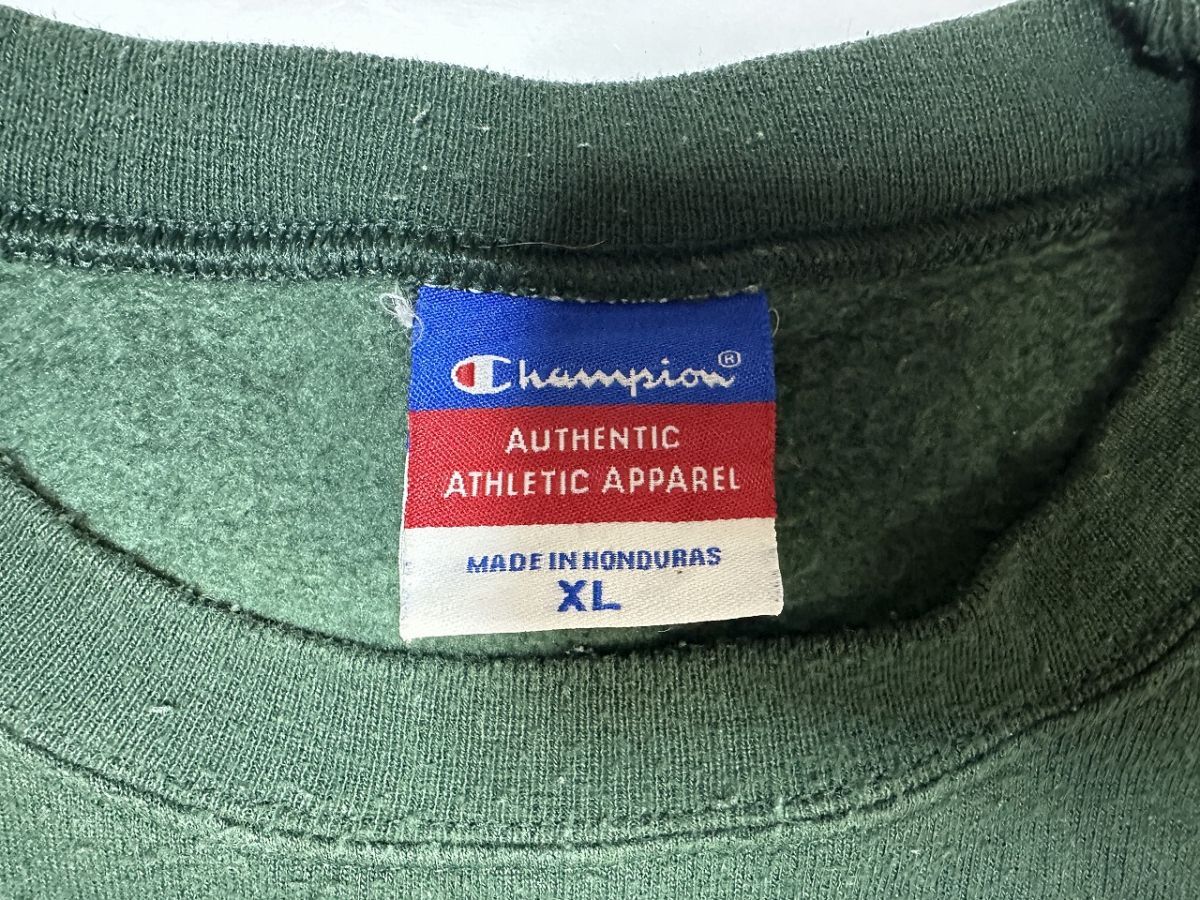 Champion®
AUTHENTIC
ATHLETIC APPAREL
MADE IN HONDURAS
XL